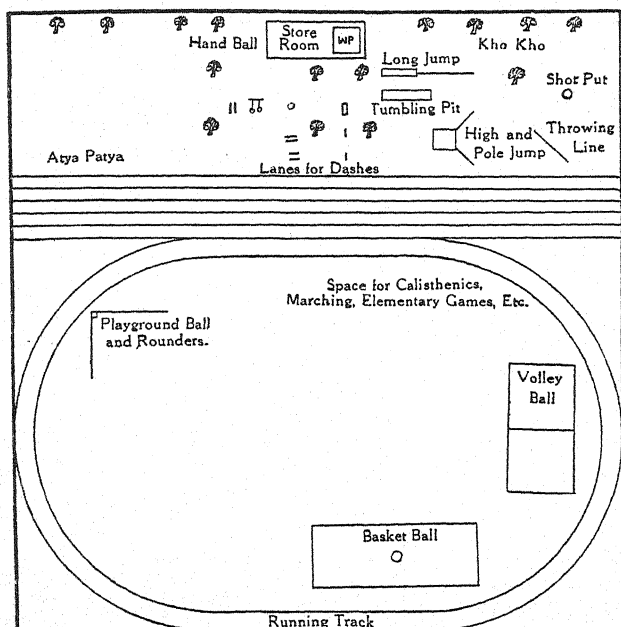 Hand Ball
Store
Room
WP
Kho Kho
Long Jump
Shot Put
Tumbling Pit
High and
Pole Jump
Throwing
Line
Atya Patya
Lanes for Dashes
Space for Calisthenics,
Marching, Elementary Games, Etc.
Playground Ball
and Rounders.
Volley
Ball
Basket Ball
Running Track